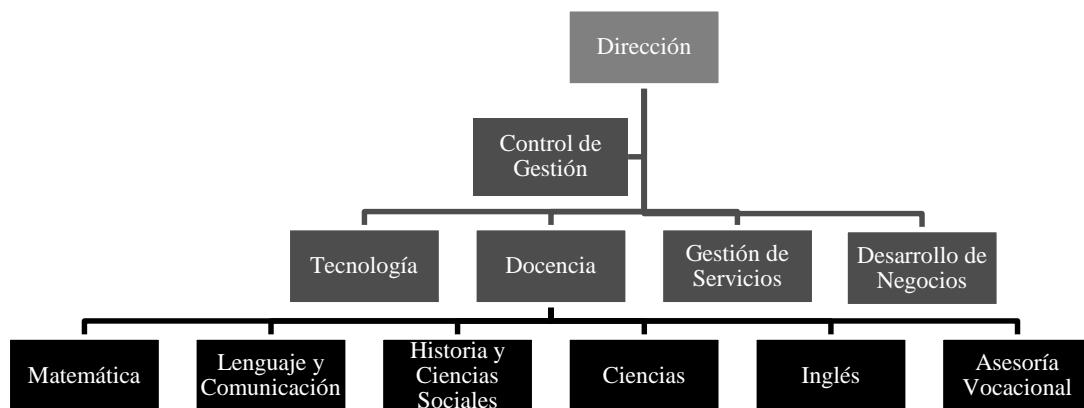 Dirección
Control de
Gestión
Tecnología
Docencia
Gestión de
Servicios
Desarrollo de
Negocios
Matemática
Lenguaje y
Comunicación
Historia y
Ciencias
Sociales
Ciencias
Inglés
Asesoría
Vocacional